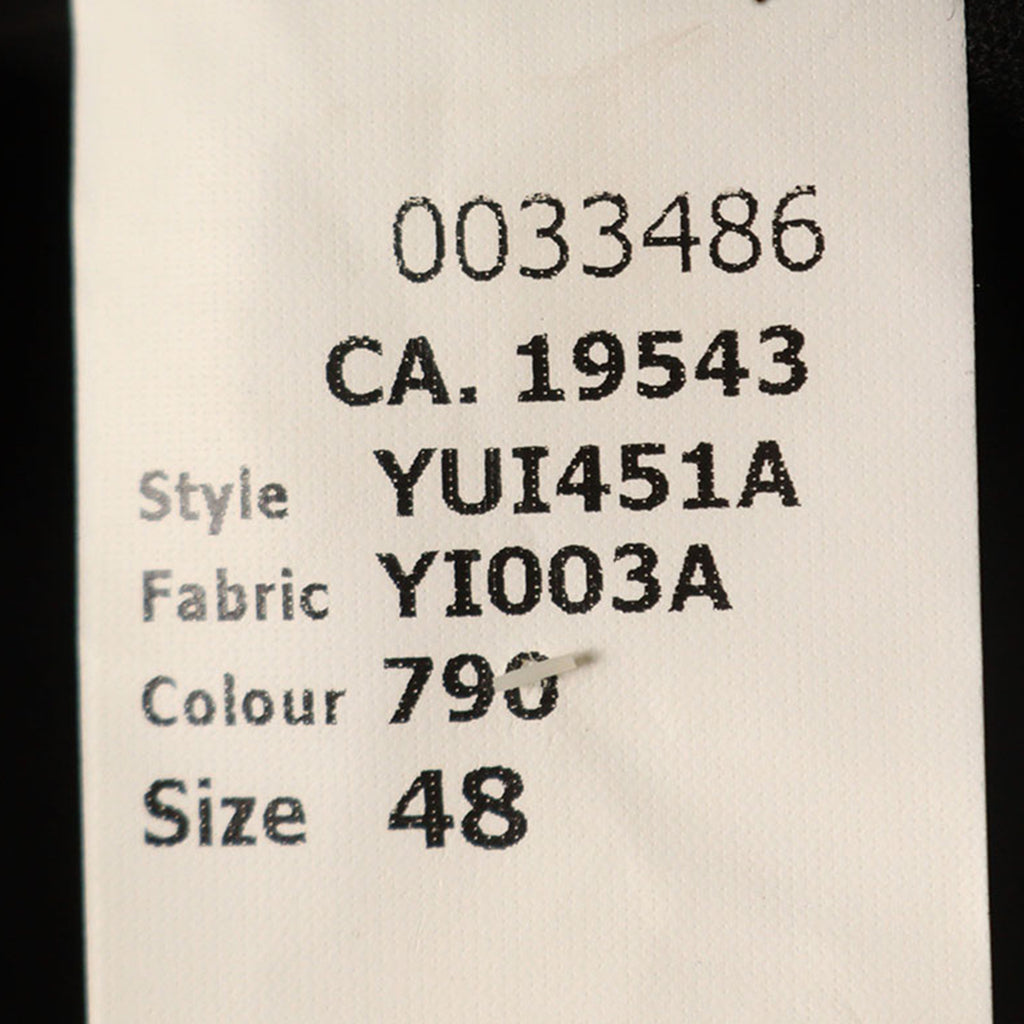 0033486
CA. 19543
Style YUI451A
Fabric YI003A
Colour 790
Size 48